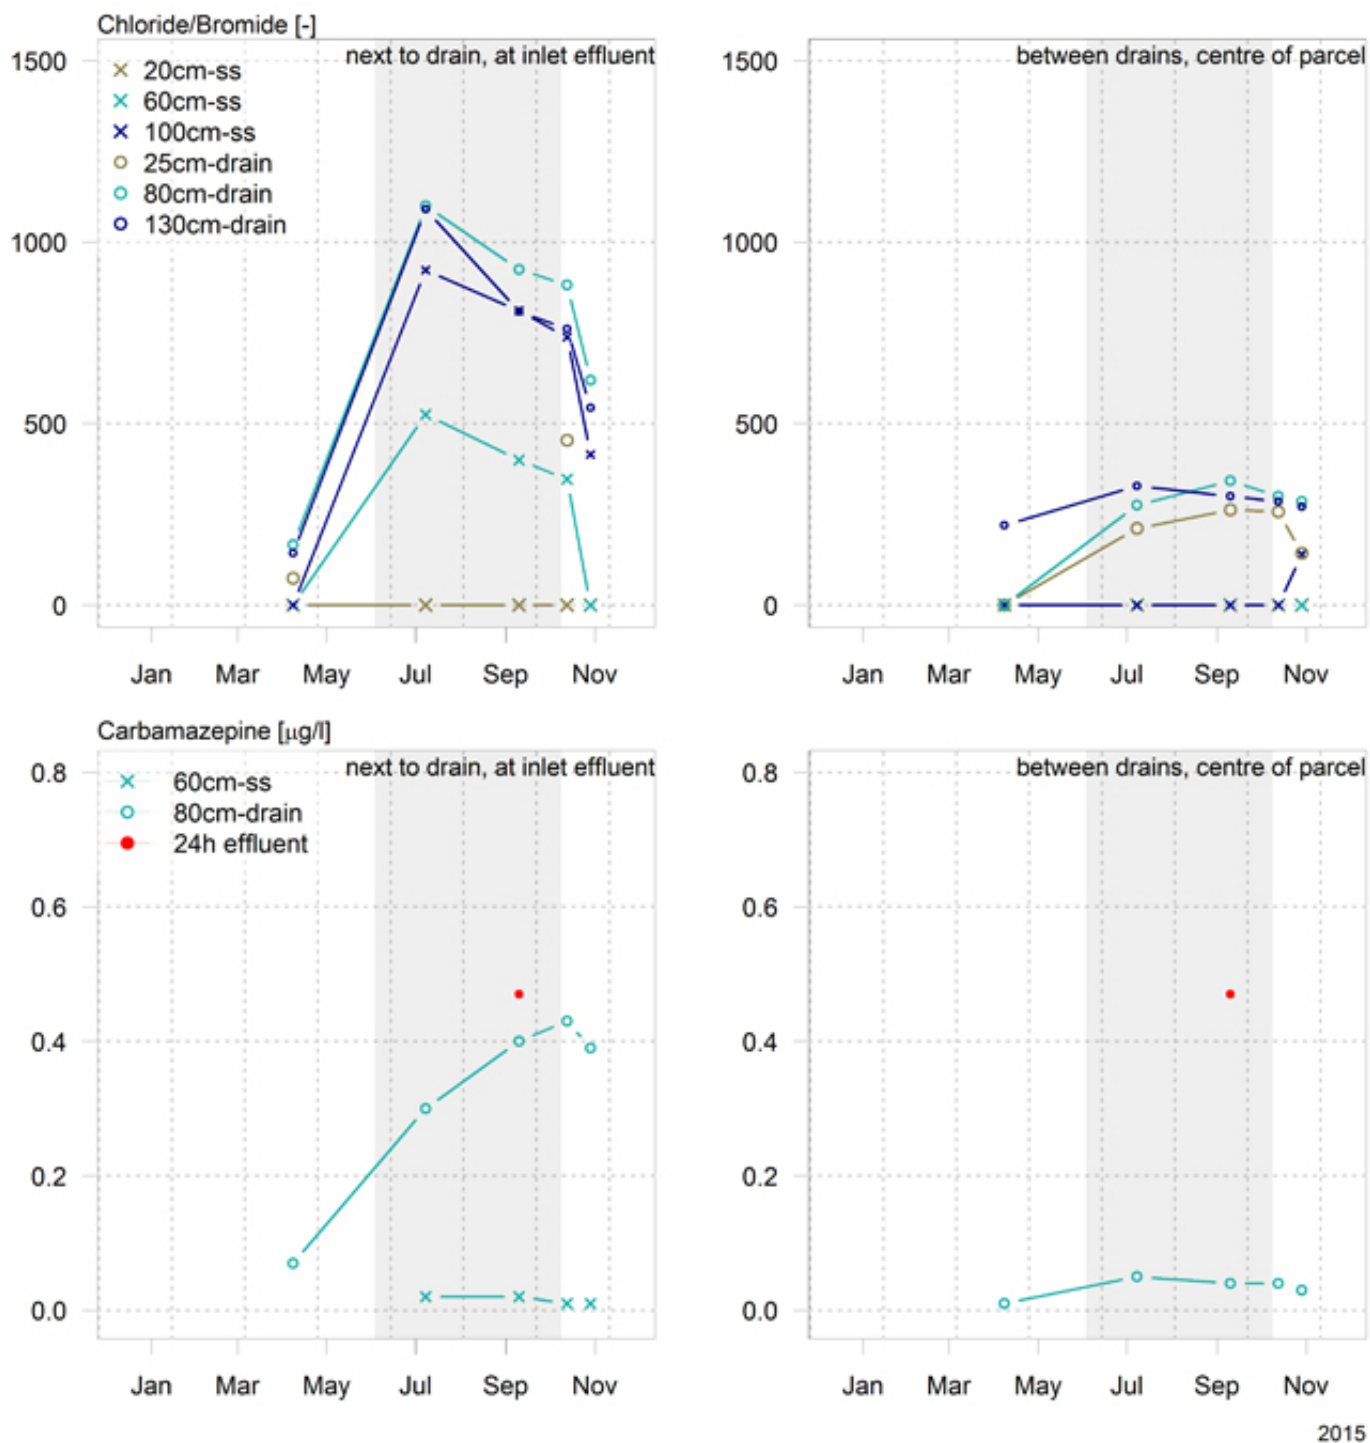 Chloride/Bromide [-]
next to drain, at inlet effluent
1500
1000
500
0
20cm-ss
60cm-ss
100cm-ss
25cm-drain
80cm-drain
130cm-drain
Jan Mar May Jul Sep Nov
between drains, centre of parcel
1500
1000
500
0
Jan Mar May Jul Sep Nov
Carbamazepine [µg/l]
next to drain, at inlet effluent
0.8
0.6
0.4
0.2
0.0
60cm-ss
80cm-drain
24h effluent
Jan Mar May Jul Sep Nov
between drains, centre of parcel
0.8
0.6
0.4
0.2
0.0
Jan Mar May Jul Sep Nov
2015